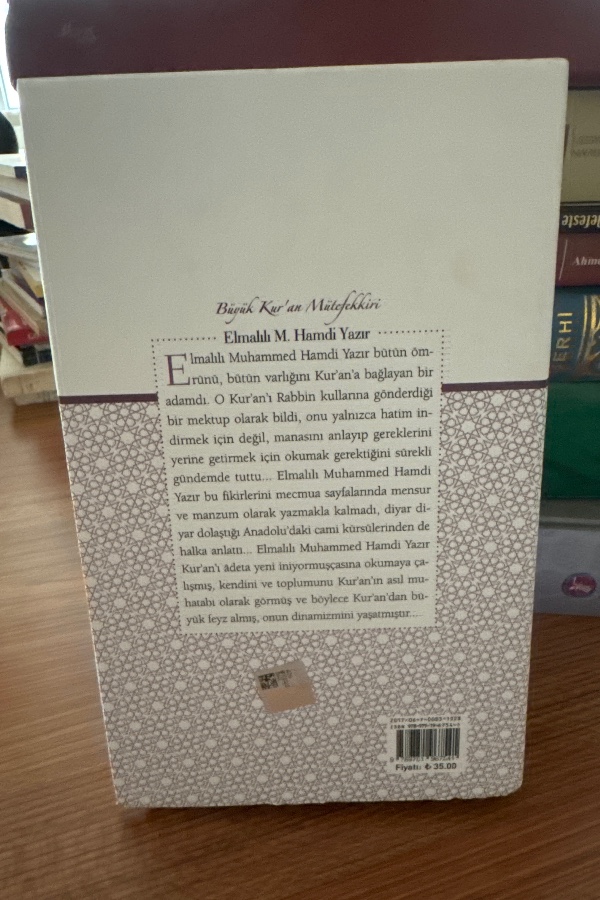 Büyük Kur'an Mütefekkiri
Elmalılı M. Hamdi Yazır
Elmalılı Muhammed Hamdi Yazır bütün öm-
rünü, bütün varlığını Kur'an'a bağlayan bir
adamdı. O Kur'an'ı Rabbin kullarına gönderdiği
bir mektup olarak bildi, onu yalnızca hatim in-
dirmek için değil, manasını anlayıp gereklerini
yerine getirmek için okumak gerektiğini sürekli
gündemde tuttu... Elmalılı Muhammed Hamdi
Yazır bu fikirlerini mecmua sayfalarında mensur
ve manzum olarak yazmakla kalmadı, diyar di-
yar dolaştığı Anadolu'daki cami kürsülerinden de
halka anlattı... Elmalılı Muhammed Hamdi Yazır
Kur'an'ı âdeta yeni iniyormuşçasına okumaya ça-
lışmış, kendini ve toplumunu Kur'an'ın asıl mu-
hatabı olarak görmüş ve böylece Kur'an'dan bü-
yük feyz almış, onun dinamizmini yaşatmıştır...
Fiyatı: ₺ 35.00
Ahme
ERHİ